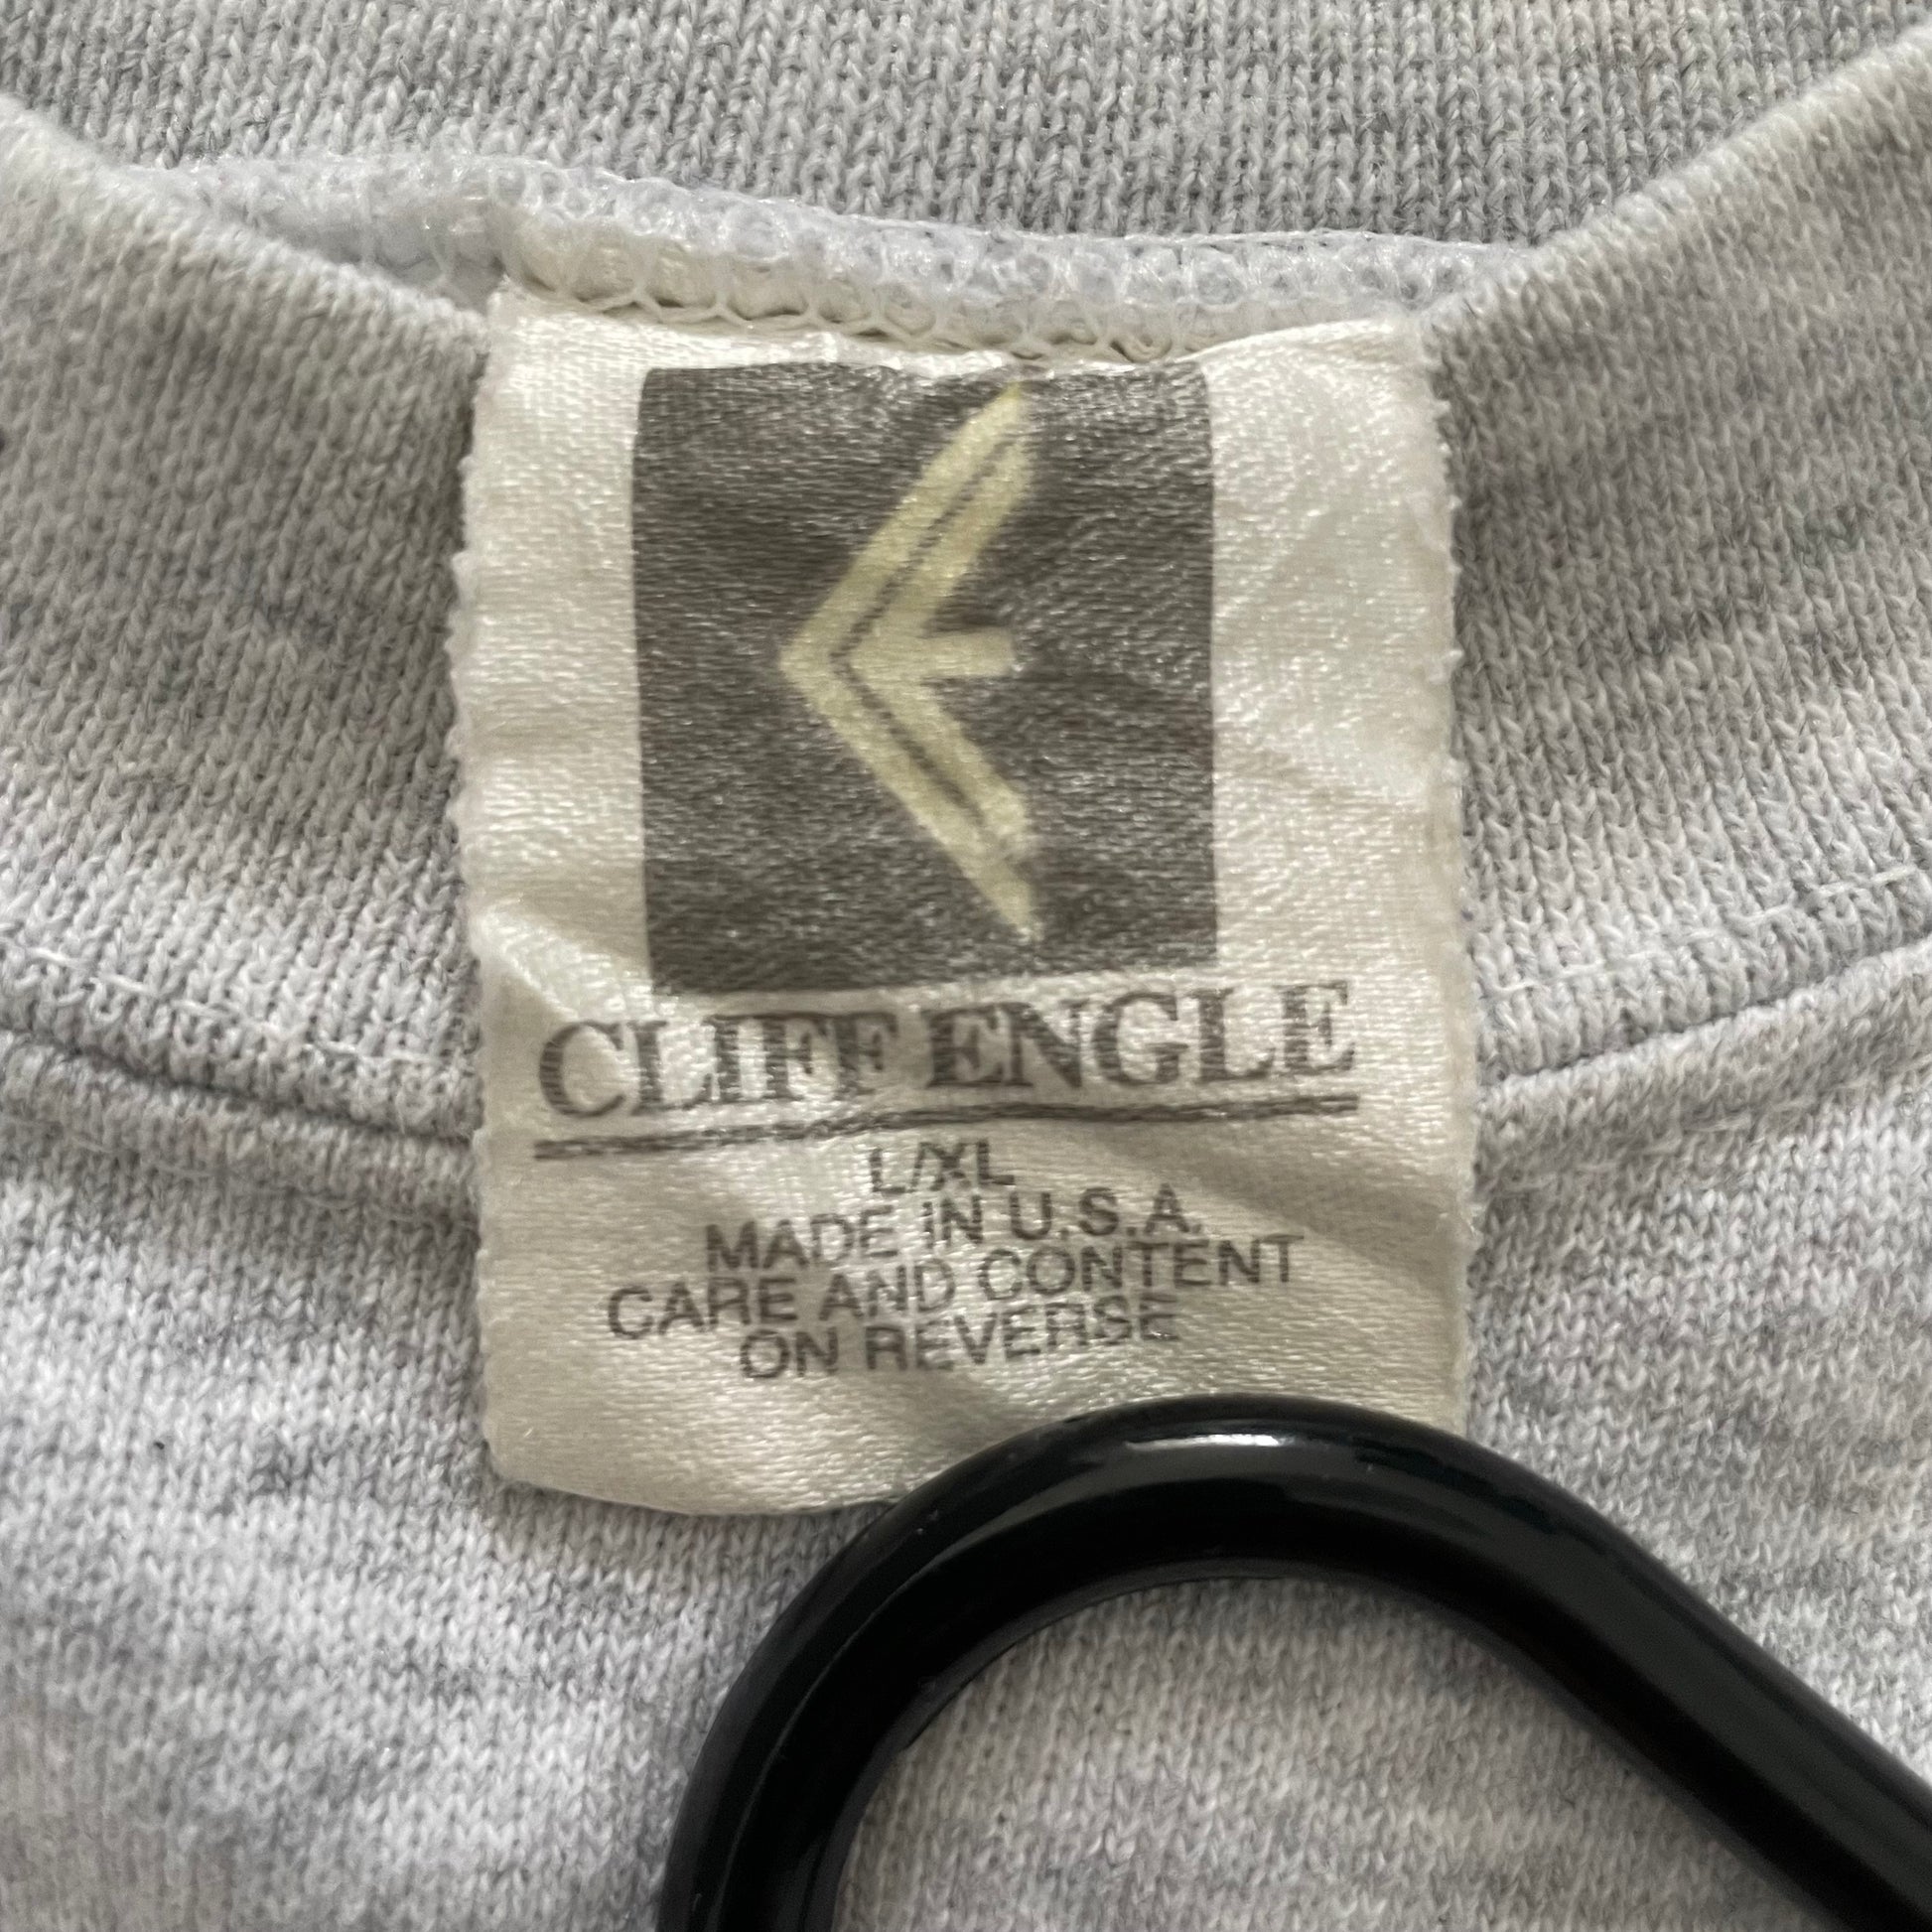 CLIFF ENGLE
L/XL
MADE IN U.S.A.
CARE AND CONTENT
ON REVERSE